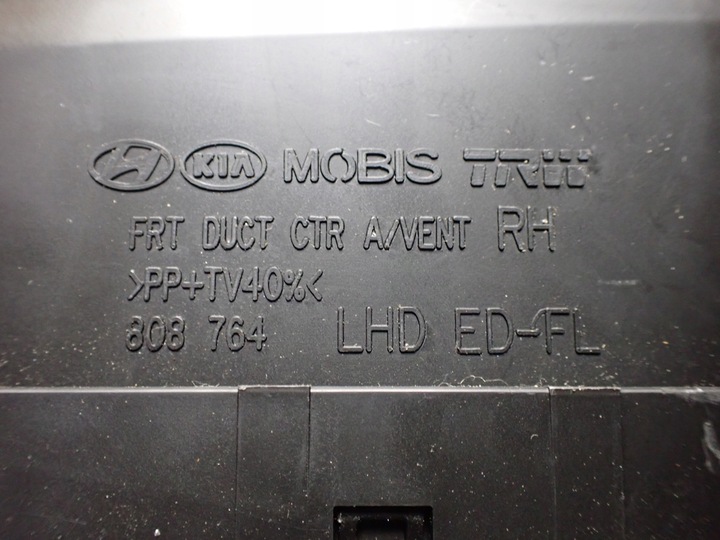 KIA MOBIS TRW
FRT DUCT CTR A/VENT RH
>PP+TV40%<
808 764 LHD ED-FL